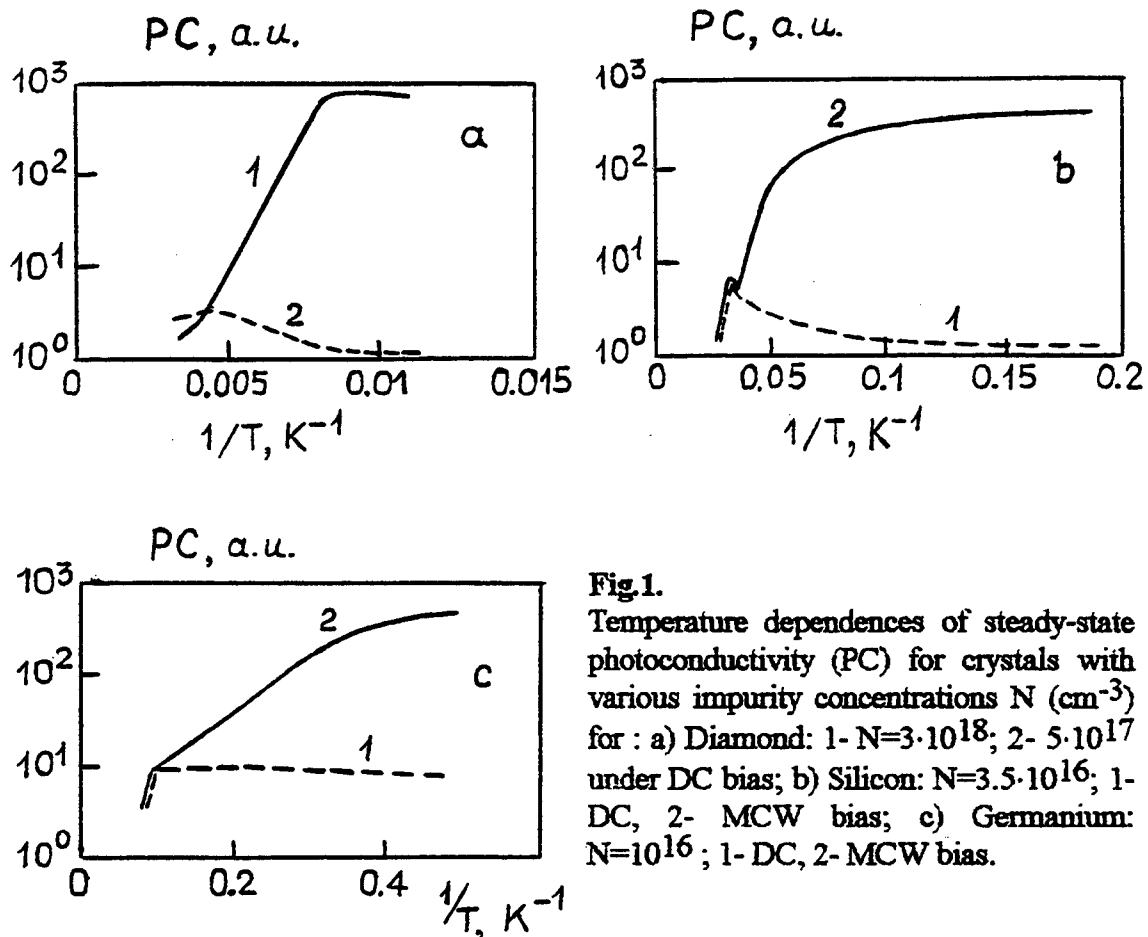 PC, a.u.
10³
10²
10¹
10⁰
a
1
2
0
0.005
0.01
0.015
1/T, K⁻¹
PC, a.u.
10³
10²
10¹
10⁰
b
2
1
0
0.05
0.1
0.15
0.2
1/T, K⁻¹
PC, a.u.
10³
10²
10¹
10⁰
c
2
1
0
0.2
0.4
1/T, K⁻¹
Fig.1.
Temperature dependences of steady-state
photoconductivity (PC) for crystals with
various impurity concentrations N (cm⁻³)
for : a) Diamond: 1- N=3·10¹⁸; 2- 5·10¹⁷
under DC bias; b) Silicon: N=3.5·10¹⁶; 1-
DC, 2- MCW bias; c) Germanium:
N=10¹⁶ ; 1- DC, 2- MCW bias.